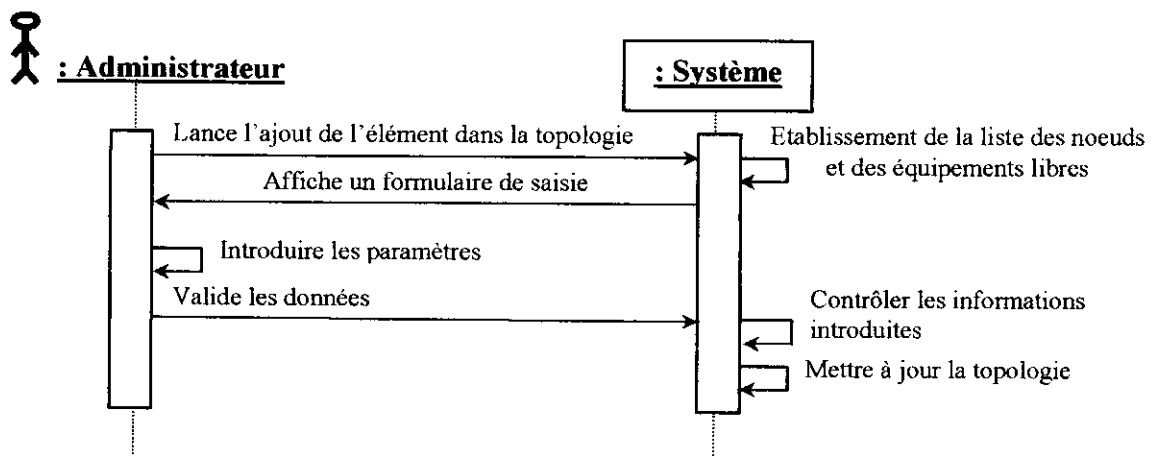 : Administrateur
: Système
Lance l'ajout de l'élément dans la topologie
Etablissement de la liste des noeuds
et des équipements libres
Affiche un formulaire de saisie
Introduire les paramètres
Valide les données
Contrôler les informations
introduites
Mettre à jour la topologie